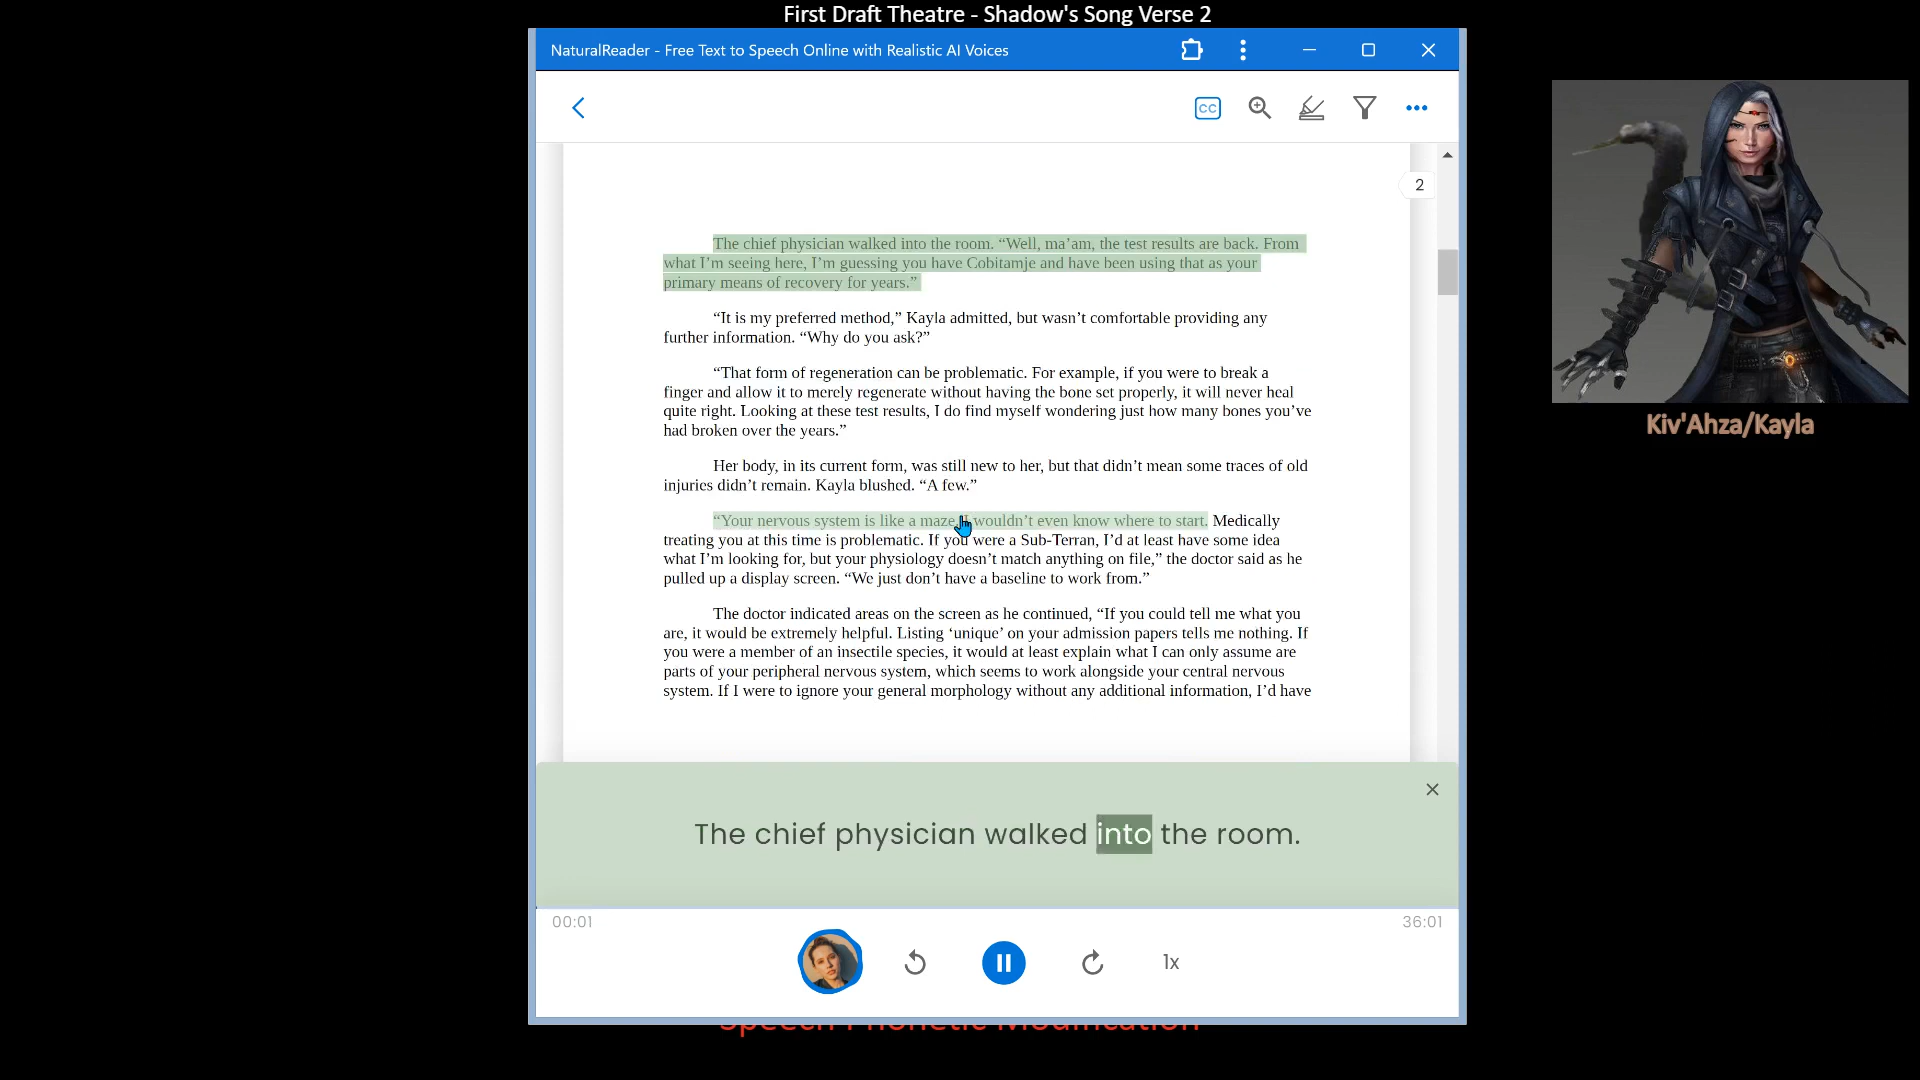 First Draft Theatre - Shadow's Song Verse 2
NaturalReader - Free Text to Speech Online with Realistic AI Voices
CC
2
The chief physician walked into the room. “Well, ma’am, the test results are back. From
what I’m seeing here, I’m guessing you have Cobitamje and have been using that as your
primary means of recovery for years.”
“It is my preferred method,” Kayla admitted, but wasn’t comfortable providing any
further information. “Why do you ask?”
“That form of regeneration can be problematic. For example, if you were to break a
finger and allow it to merely regenerate without having the bone set properly, it will never heal
quite right. Looking at these test results, I do find myself wondering just how many bones you’ve
had broken over the years.”
Her body, in its current form, was still new to her, but that didn’t mean some traces of old
injuries didn’t remain. Kayla blushed. “A few.”
“Your nervous system is like a maze. I wouldn’t even know where to start. Medically
treating you at this time is problematic. If you were a Sub-Terran, I’d at least have some idea
what I’m looking for, but your physiology doesn’t match anything on file,” the doctor said as he
pulled up a display screen. “We just don’t have a baseline to work from.”
The doctor indicated areas on the screen as he continued, “If you could tell me what you
are, it would be extremely helpful. Listing ‘unique’ on your admission papers tells me nothing. If
you were a member of an insectile species, it would at least explain what I can only assume are
parts of your peripheral nervous system, which seems to work alongside your central nervous
system. If I were to ignore your general morphology without any additional information, I’d have
The chief physician walked into the room.
00:01
36:01
1x
Speech Phonetic Modification
Kiv'Ahza/Kayla